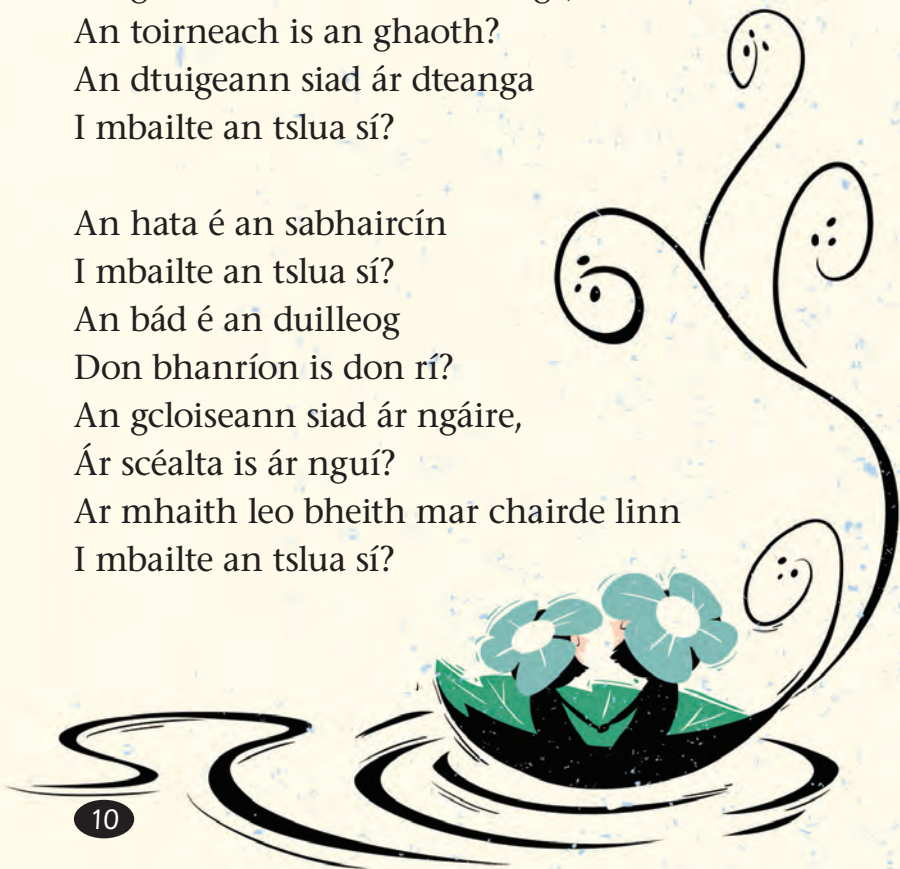 An toirneach is an ghaoth?
An dtuigeann siad ár dteanga
I mbailte an tslua sí?
An hata é an sabhaircín
I mbailte an tslua sí?
An bád é an duilleog
Don bhanríon is don rí?
An gcloiseann siad ár ngáire,
Ár scéalta is ár nguí?
Ar mhaith leo bheith mar chairde linn
I mbailte an tslua sí?
10